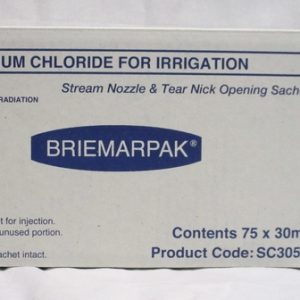 UM CHLORIDE FOR IRRIGATION
Stream Nozzle & Tear Nick Opening Sache
RADIATION
BRIEMARPAK®
t for injection.
unused portion.
Contents 75 x 30m
Product Code: SC305
achet intact.